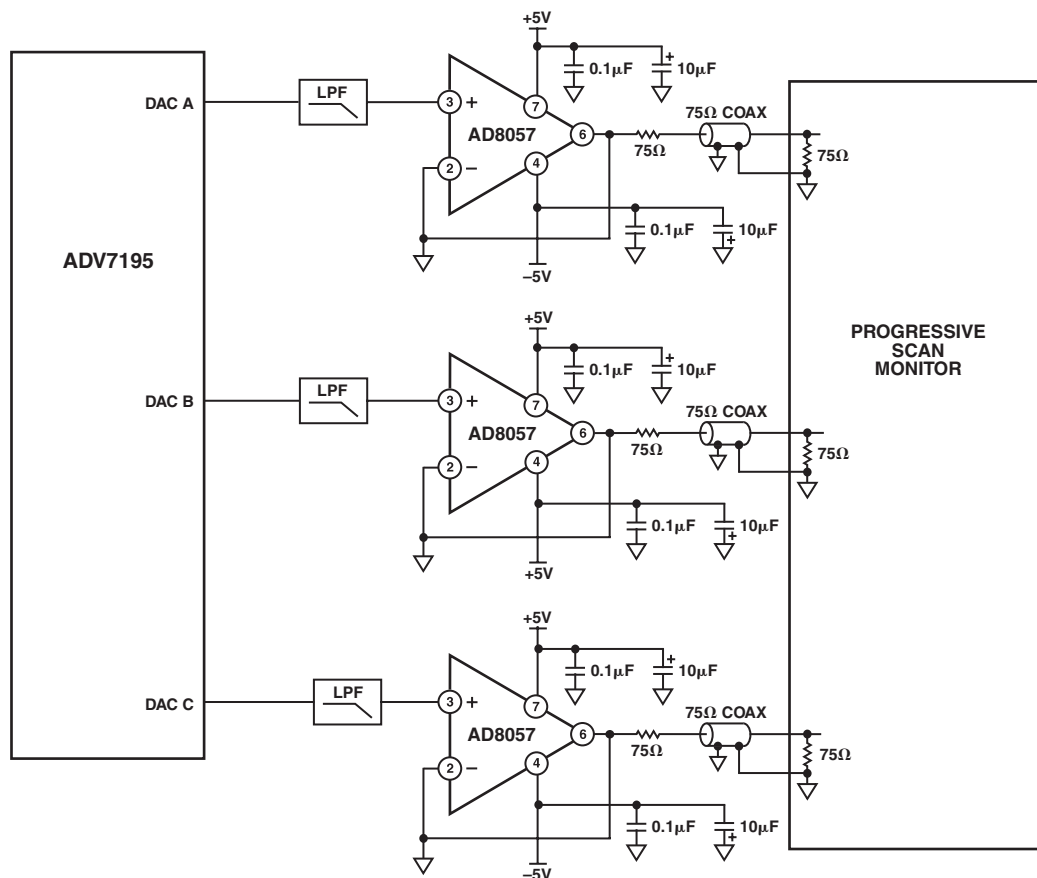 ADV7195
DAC A
LPF
3
+
2
−
AD8057
7
6
4
+5V
0.1µF
+
10µF
75Ω
75Ω COAX
75Ω
0.1µF
10µF
+
−5V
DAC B
LPF
3
+
2
−
AD8057
7
6
4
+5V
0.1µF
+
10µF
75Ω
75Ω COAX
75Ω
0.1µF
10µF
+
+5V
DAC C
LPF
3
+
2
−
AD8057
7
6
4
+5V
0.1µF
+
10µF
75Ω
75Ω COAX
75Ω
0.1µF
10µF
+
−5V
PROGRESSIVE
SCAN
MONITOR